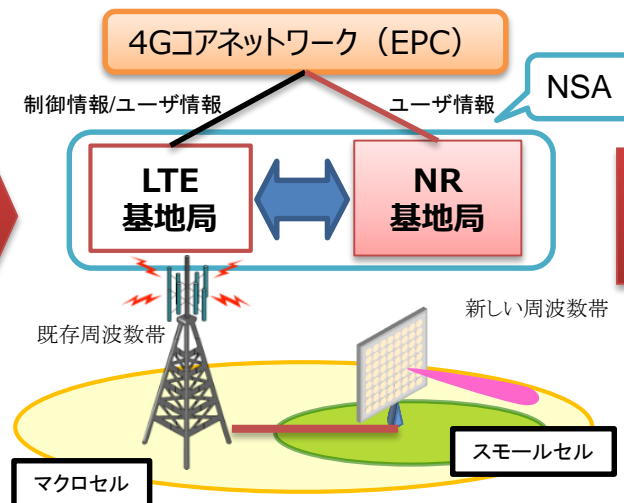 4Gコアネットワーク（EPC）
制御情報/ユーザ情報
ユーザ情報
NSA
LTE
基地局
NR
基地局
既存周波数帯
新しい周波数帯
スモールセル
マクロセル